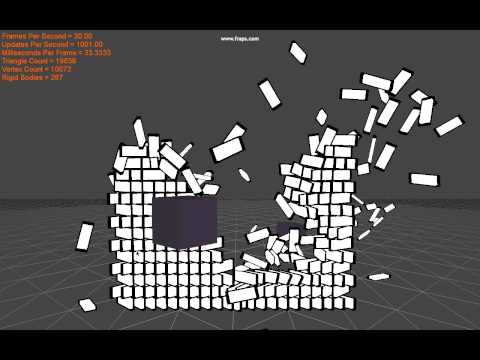 Frames Per Second = 30.00
www.fraps.com
Updates Per Second = 1001.00
Milliseconds Per Frame = 33.3333
Triangle Count = 19836
Vertex Count = 10072
Rigid Bodies = 267